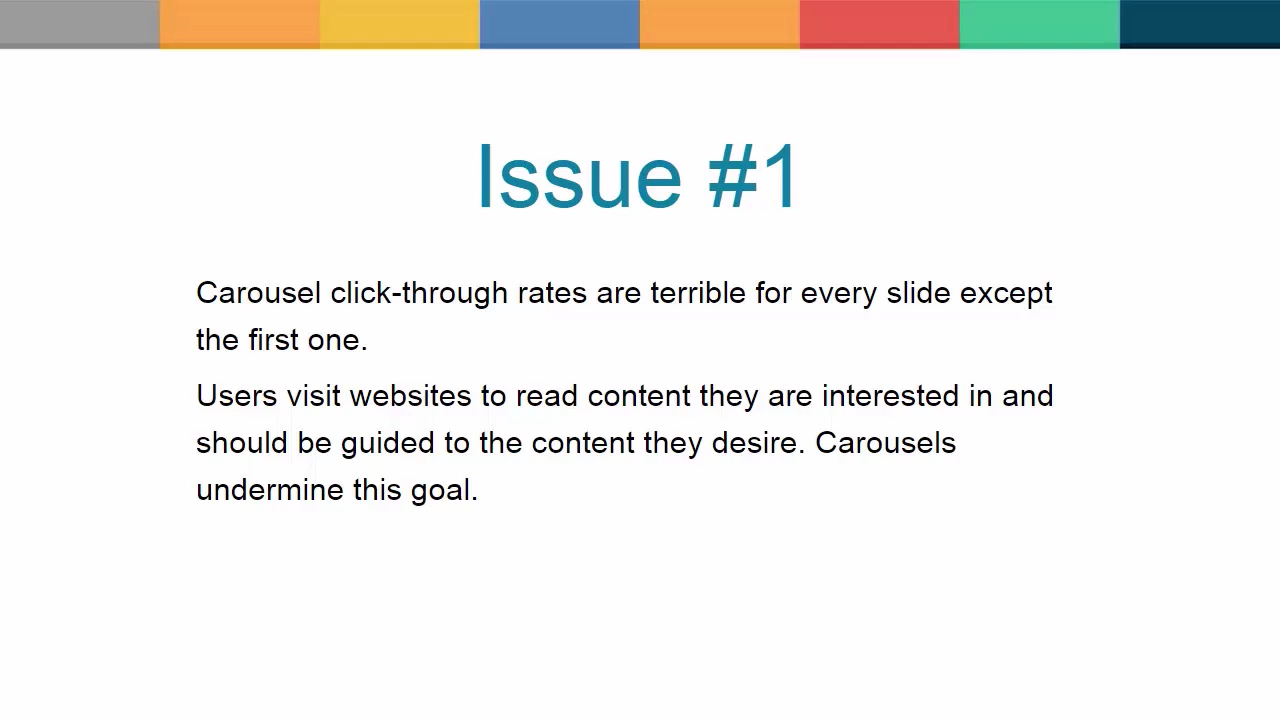 Issue #1
Carousel click-through rates are terrible for every slide except
the first one.
Users visit websites to read content they are interested in and
should be guided to the content they desire. Carousels
undermine this goal.